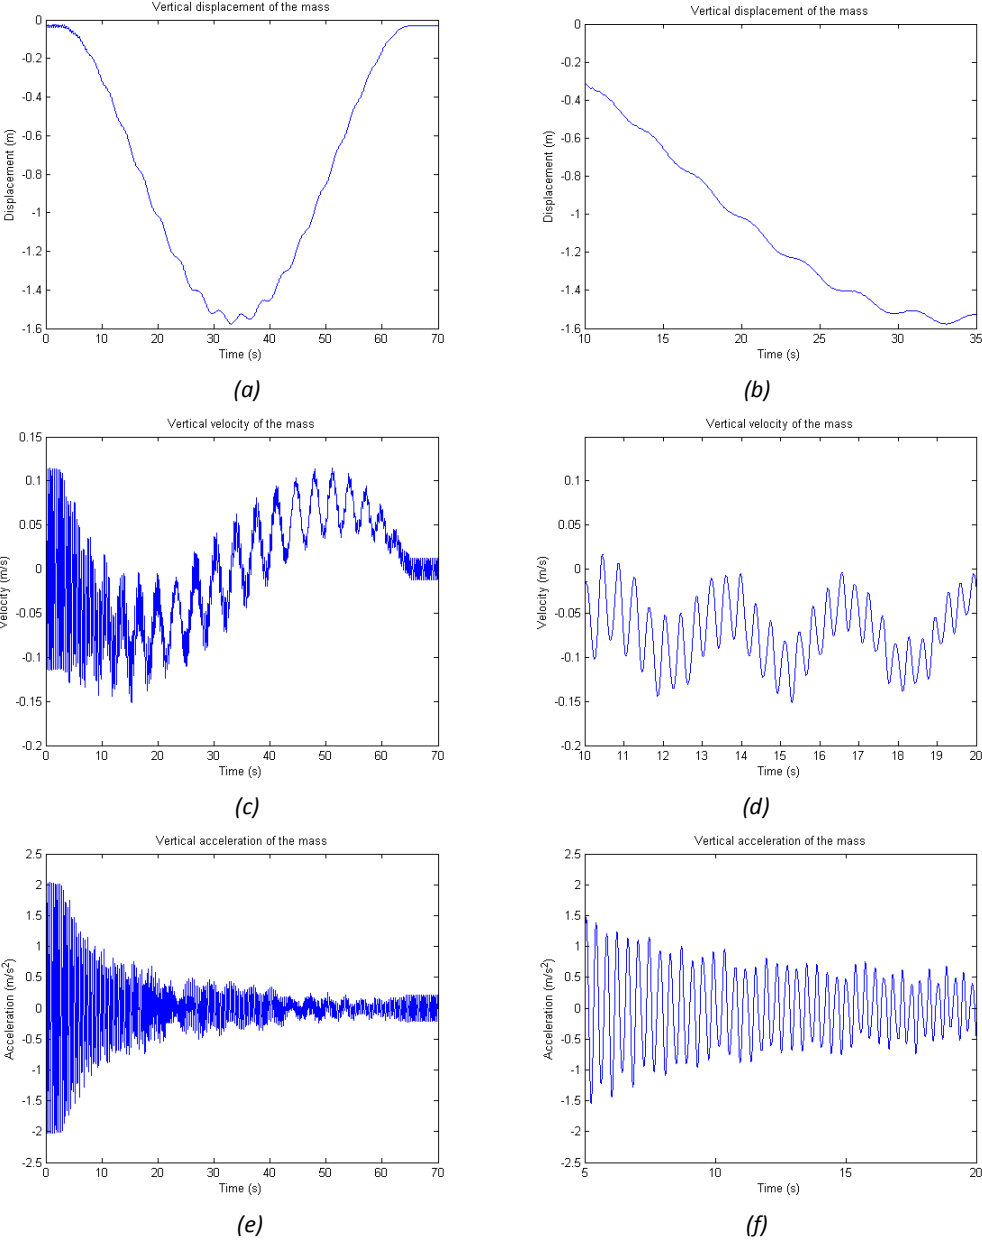 Vertical displacement of the mass
0
-0.2
-0.4
-0.6
-0.8
-1
-1.2
-1.4
-1.6
Displacement (m)
0 10 20 30 40 50 60 70
Time (s)
(a)
Vertical displacement of the mass
0
-0.2
-0.4
-0.6
-0.8
-1
-1.2
-1.4
-1.6
Displacement (m)
10 15 20 25 30 35
Time (s)
(b)
Vertical velocity of the mass
0.15
0.1
0.05
0
-0.05
-0.1
-0.15
-0.2
Velocity (m/s)
0 10 20 30 40 50 60 70
Time (s)
(c)
Vertical velocity of the mass
0.1
0.05
0
-0.05
-0.1
-0.15
-0.2
Velocity (m/s)
10 11 12 13 14 15 16 17 18 19 20
Time (s)
(d)
Vertical acceleration of the mass
2.5
2
1.5
1
0.5
0
-0.5
-1
-1.5
-2
-2.5
Acceleration (m/s²)
0 10 20 30 40 50 60 70
Time (s)
(e)
Vertical acceleration of the mass
2.5
2
1.5
1
0.5
0
-0.5
-1
-1.5
-2
-2.5
Acceleration (m/s²)
5 10 15 20
Time (s)
(f)